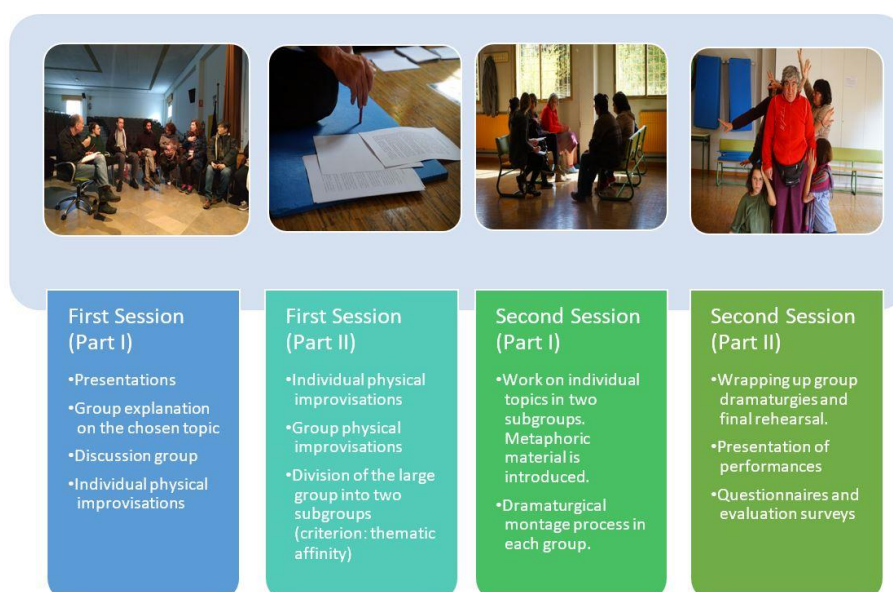 First Session
(Part I)
•Presentations
•Group explanation
on the chosen topic
•Discussion group
•Individual physical
improvisations
First Session
(Part II)
•Individual physical
improvisations
•Group physical
improvisations
•Division of the large
group into two
subgroups
(criterion: thematic
affinity)
Second Session
(Part I)
•Work on individual
topics in two
subgroups.
Metaphoric
material is
introduced.
•Dramaturgical
montage process in
each group.
Second Session
(Part II)
•Wrapping up group
dramaturgies and
final rehearsal.
•Presentation of
performances
•Questionnaires and
evaluation surveys